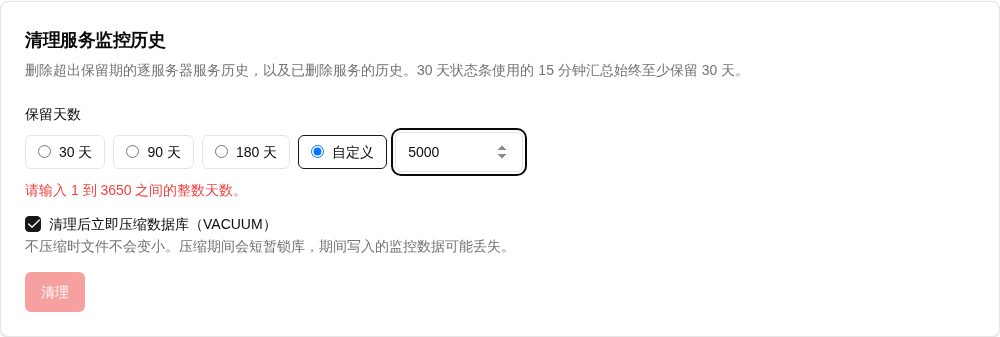 清理服务监控历史
删除超出保留期的逐服务器服务历史，以及已删除服务的历史。30 天状态条使用的 15 分钟汇总始终至少保留 30 天。
保留天数
30 天 90 天 180 天 自定义 5000
请输入 1 到 3650 之间的整数天数。
清理后立即压缩数据库（VACUUM）
不压缩时文件不会变小。压缩期间会短暂锁库，期间写入的监控数据可能丢失。
清理